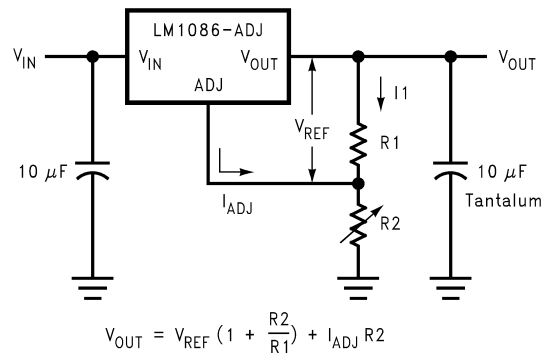 LM1086-ADJ
V_IN
V_IN
V_OUT
V_OUT
ADJ
I1
V_REF
R1
10 μF
10 μF
Tantalum
I_ADJ
R2
V_OUT = V_REF (1 + R2/R1) + I_ADJ R2